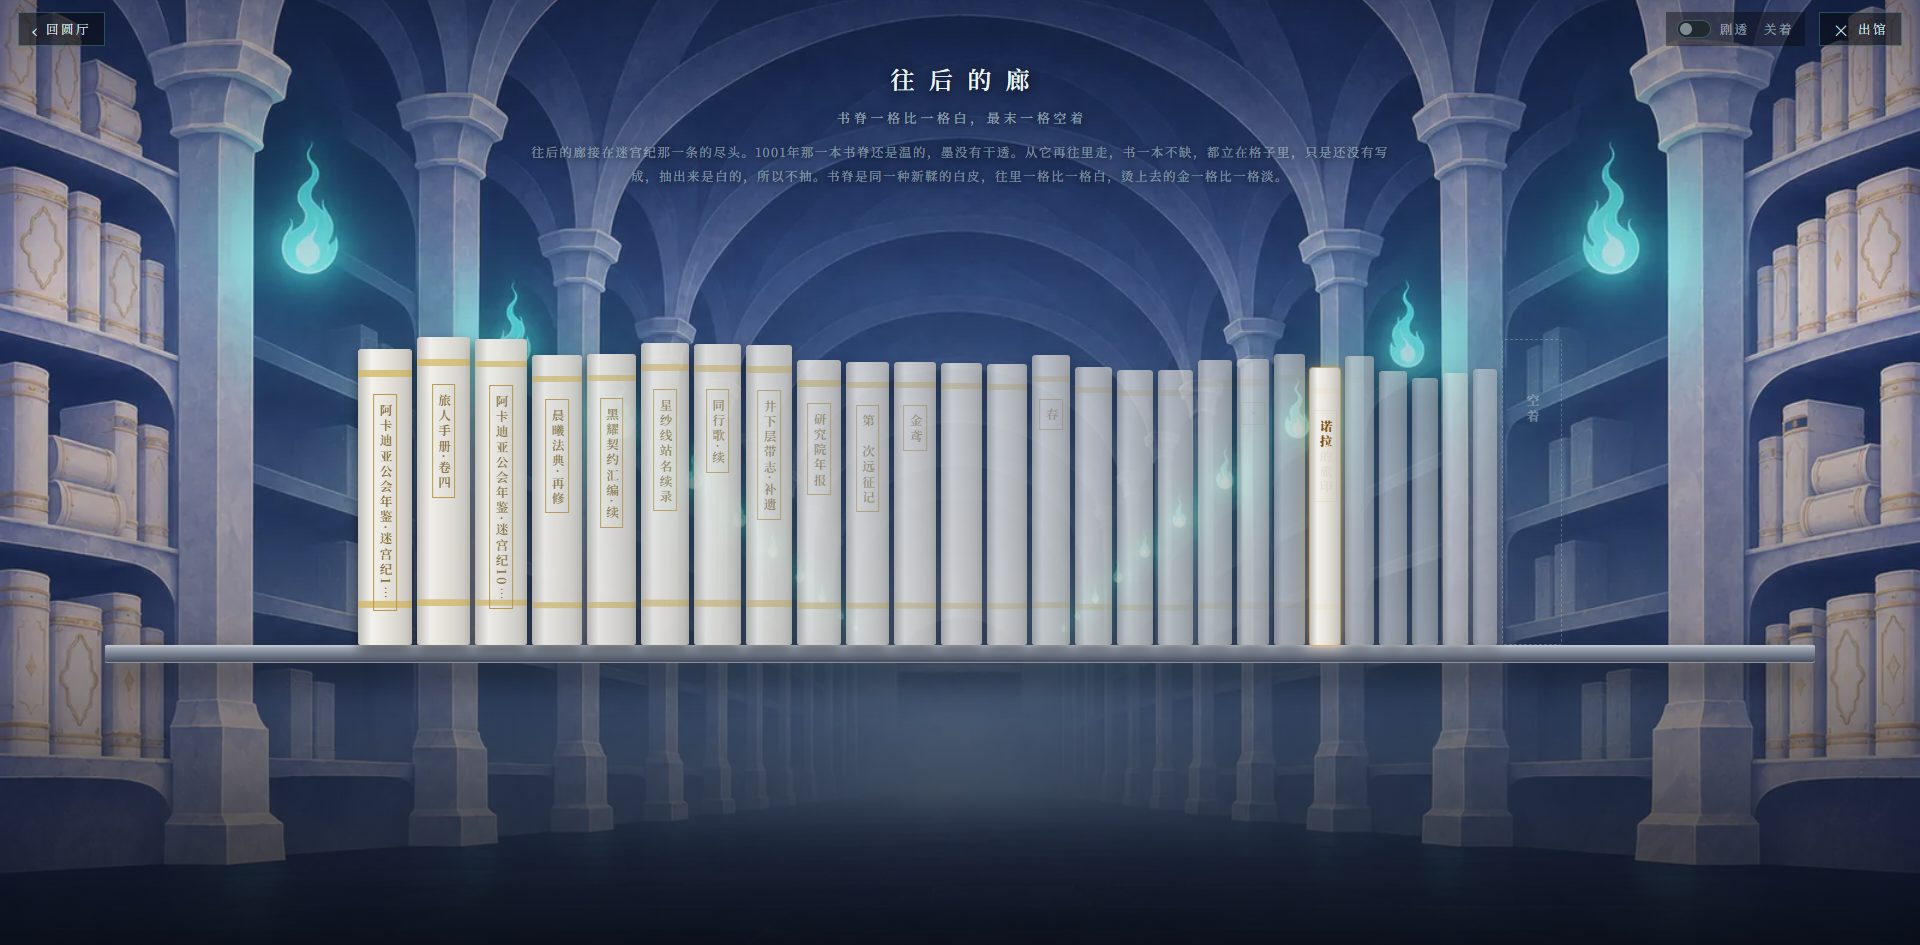 回圆厅
剧透 关着
出馆
往后的廊
书脊一格比一格白，最末一格空着
往后的廊接在迷宫纪那一条的尽头。1001年那一本书脊还是温的，墨没有干透。从它再往里走，书一本不缺，都立在格子里，只是还没有写
成，抽出来是白的，所以不抽。书脊是同一种新鞣的白皮，往里一格比一格白，烫上去的金一格比一格淡。
阿卡迪亚公会年鉴·迷宫纪1…
旅人手册·卷四
阿卡迪亚公会年鉴·迷宫纪10…
晨曦法典·再修
黑耀契约汇编·续
星纱线站名续录
同行歌·续
井下层带志·补遗
研究院年报
第 次远征记
金鸢
春
诺拉
空着